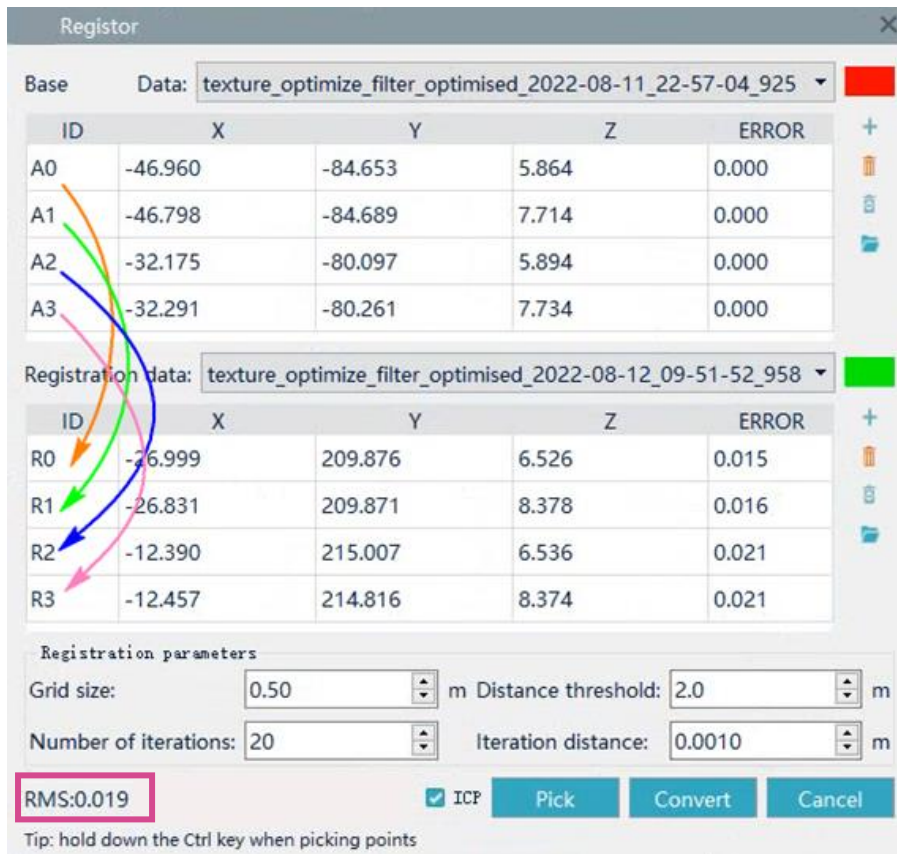 Registor
Base Data: texture_optimize_filter_optimised_2022-08-11_22-57-04_925
ID X Y Z ERROR
A0 -46.960 -84.653 5.864 0.000
A1 -46.798 -84.689 7.714 0.000
A2 -32.175 -80.097 5.894 0.000
A3 -32.291 -80.261 7.734 0.000
Registration data: texture_optimize_filter_optimised_2022-08-12_09-51-52_958
ID X Y Z ERROR
R0 -26.999 209.876 6.526 0.015
R1 -26.831 209.871 8.378 0.016
R2 -12.390 215.007 6.536 0.021
R3 -12.457 214.816 8.374 0.021
Registration parameters
Grid size: 0.50 m Distance threshold: 2.0 m
Number of iterations: 20 Iteration distance: 0.0010 m
RMS:0.019 ICP Pick Convert Cancel
Tip: hold down the Ctrl key when picking points